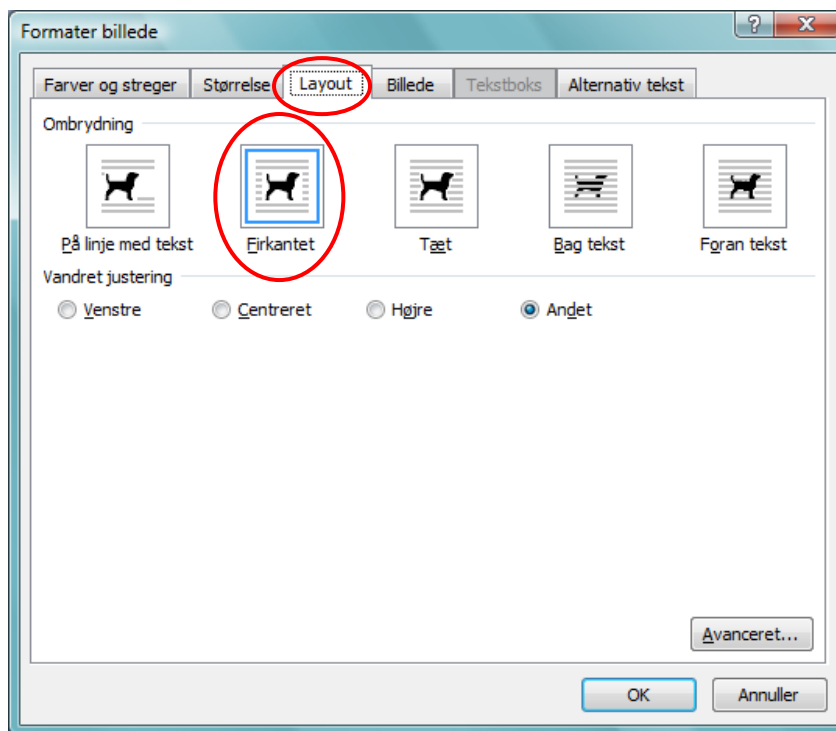 Formater billede
Farver og streger Størrelse Layout Billede Tekstboks Alternativ tekst
Ombrydning
På linje med tekst Firkantet Tæt Bag tekst Foran tekst
Vandret justering
Venstre Centreret Højre Andet
Avanceret...
OK Annuller